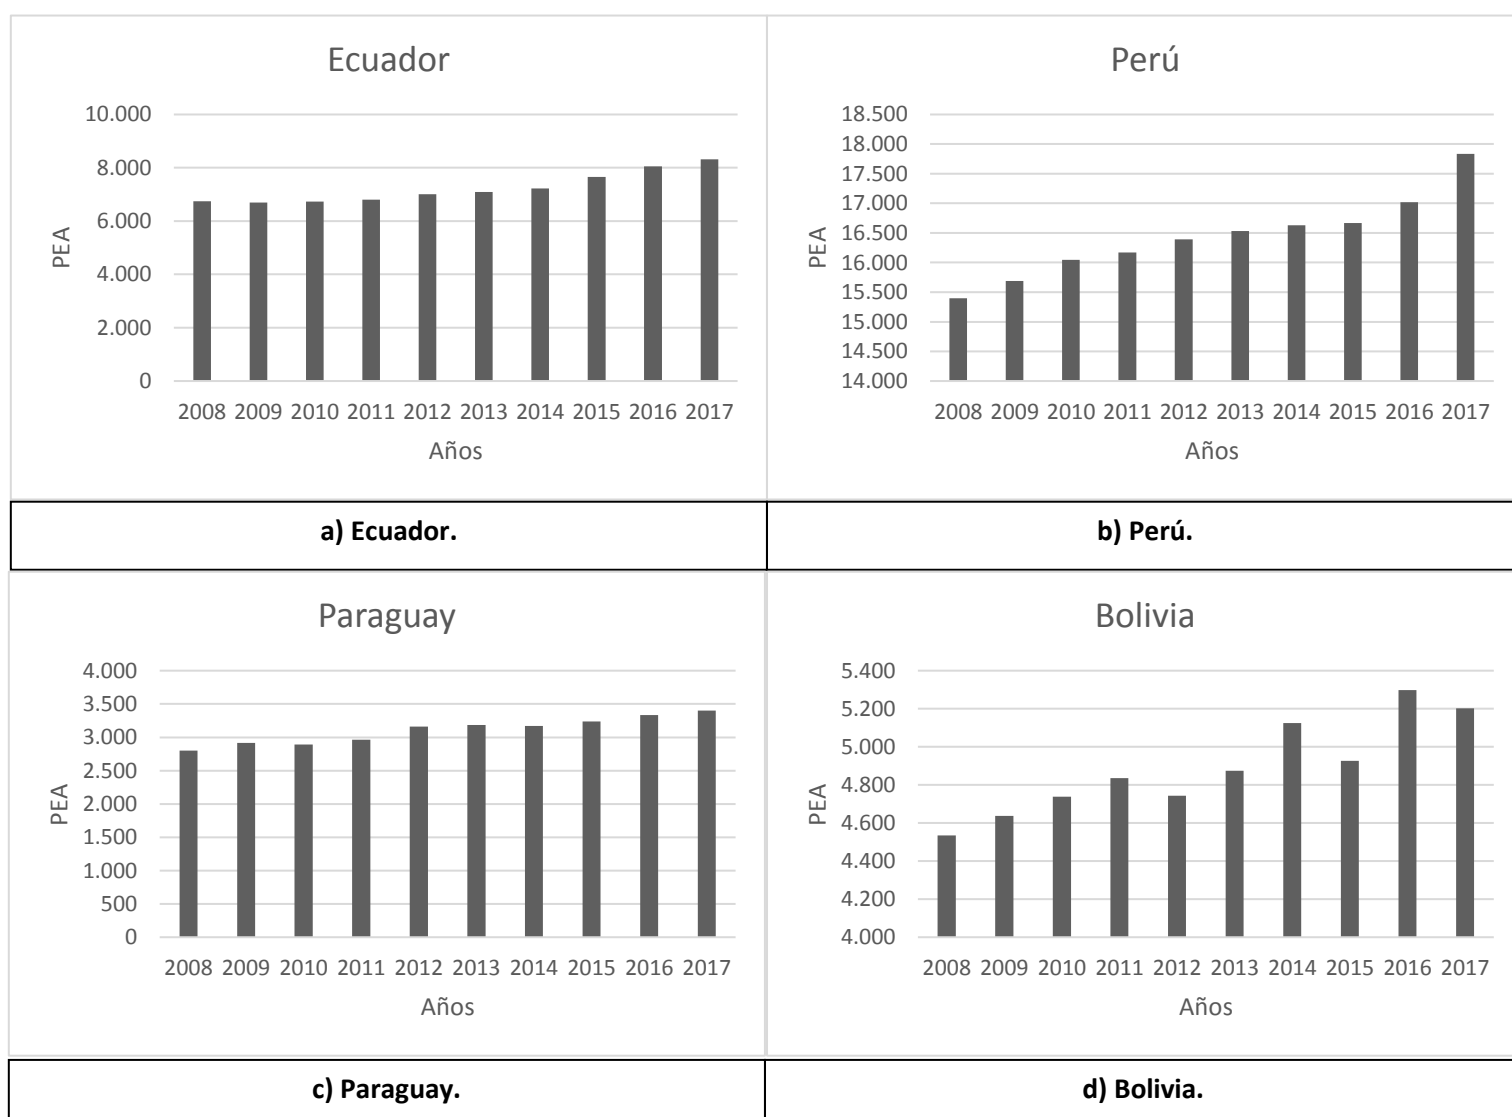 Ecuador
10.000
8.000
6.000
4.000
2.000
0
PEA
2008 2009 2010 2011 2012 2013 2014 2015 2016 2017
Años
a) Ecuador.
Perú
18.500
18.000
17.500
17.000
16.500
16.000
15.500
15.000
14.500
14.000
PEA
2008 2009 2010 2011 2012 2013 2014 2015 2016 2017
Años
b) Perú.
Paraguay
4.000
3.500
3.000
2.500
2.000
1.500
1.000
500
0
PEA
2008 2009 2010 2011 2012 2013 2014 2015 2016 2017
Años
c) Paraguay.
Bolivia
5.400
5.200
5.000
4.800
4.600
4.400
4.200
4.000
PEA
2008 2009 2010 2011 2012 2013 2014 2015 2016 2017
Años
d) Bolivia.